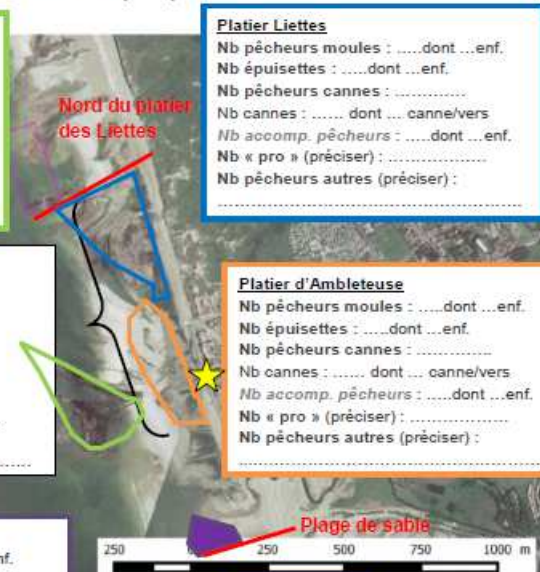 Platier Liettes
Nb pêcheurs moules : .....dont ...enf.
Nb épuisettes : .....dont ...enf.
Nb pêcheurs cannes : .............
Nb cannes : ...... dont ... canne/vers
Nb accomp. pêcheurs : .....dont ...enf.
Nb « pro » (préciser) : ..................
Nb pêcheurs autres (préciser) :
..........................................................
Nord du platier
des Liettes
Platier d'Ambleteuse
Nb pêcheurs moules : .....dont ...enf.
Nb épuisettes : .....dont ...enf.
Nb pêcheurs cannes : .............
Nb cannes : ...... dont ... canne/vers
Nb accomp. pêcheurs : .....dont ...enf.
Nb « pro » (préciser) : ..................
Nb pêcheurs autres (préciser) :
..........................................................
Plage de sable
nf.
250 250 500 750 1000 m